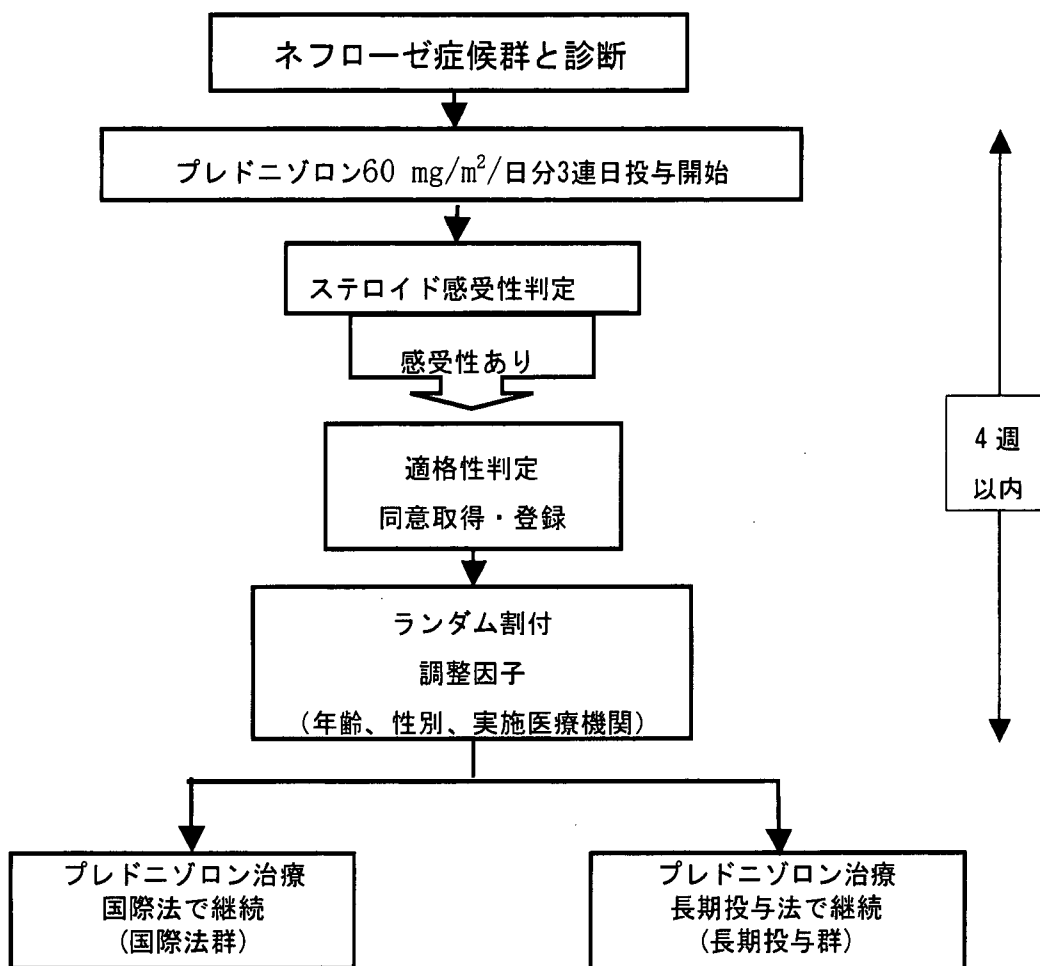 ネフローゼ症候群と診断
プレドニゾロン60 mg/m²/日分3連日投与開始
ステロイド感受性判定
感受性あり
適格性判定
同意取得・登録
4週
以内
ランダム割付
調整因子
(年齢、性別、実施医療機関)
プレドニゾロン治療
国際法で継続
(国際法群)
プレドニゾロン治療
長期投与法で継続
(長期投与群)